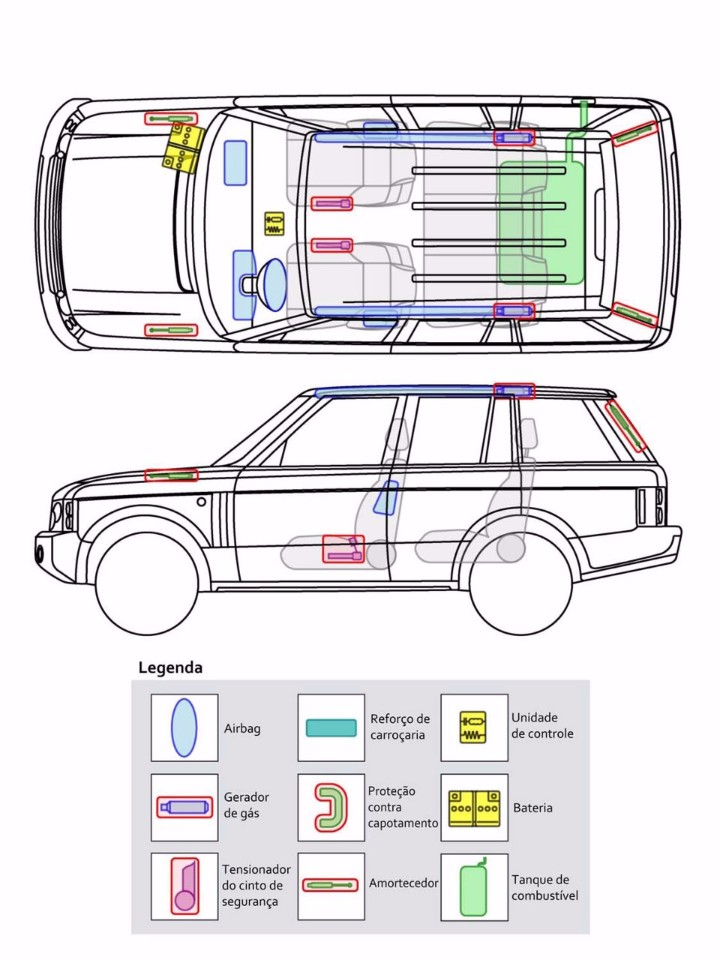 Legenda
Airbag
Reforço de
carroçaria
Unidade
de controle
Gerador
de gás
Proteção
contra
capotamento
Bateria
Tensionador
do cinto de
segurança
Amortecedor
Tanque de
combustível